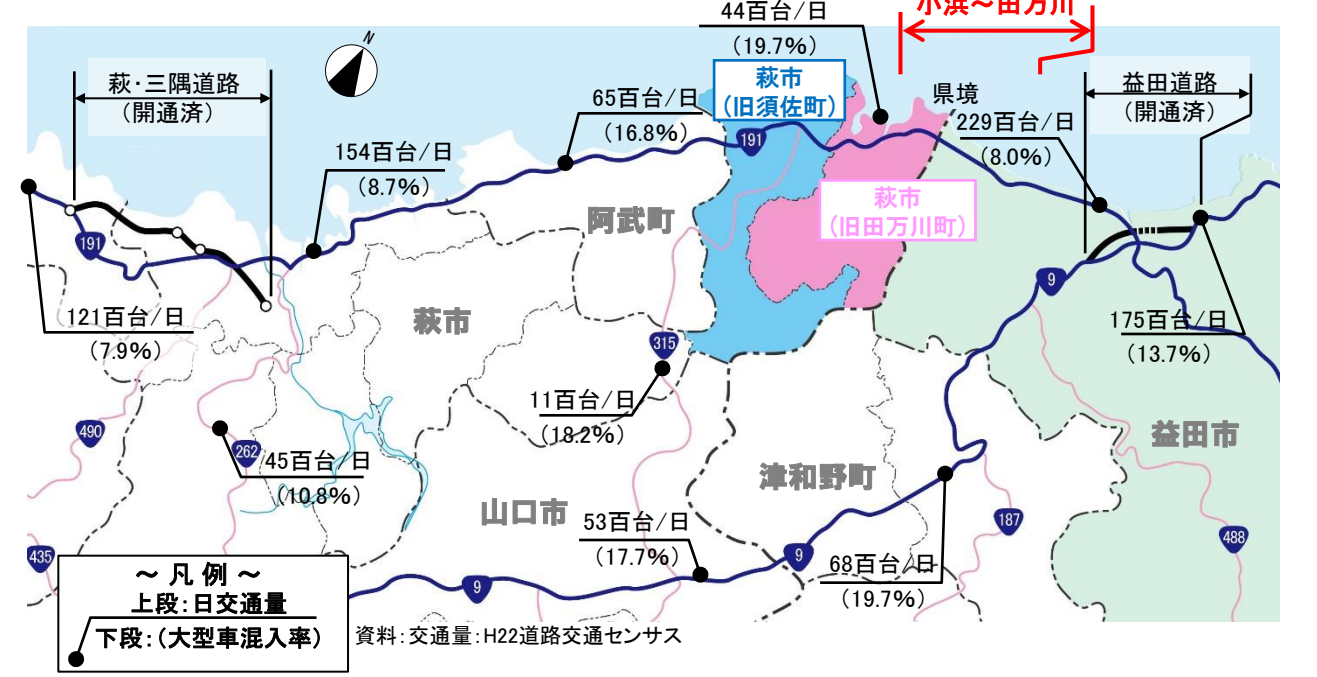 小浜～田万川
44百台/日
（19.7%）
萩・三隅道路
（開通済）
N
65百台/日
（16.8%）
萩市
（旧須佐町）
県境
益田道路
（開通済）
229百台/日
（8.0%）
154百台/日
（8.7%）
191
191
萩市
（旧田万川町）
阿武町
9
121百台/日
（7.9%）
萩市
315
175百台/日
（13.7%）
11百台/日
（18.2%）
490
262
45百台/日
（10.8%）
益田市
津和野町
山口市
53百台/日
（17.7%）
187
488
435
9
9
68百台/日
（19.7%）
～ 凡 例 ～
上段：日交通量
下段：（大型車混入率）
資料：交通量：H22道路交通センサス